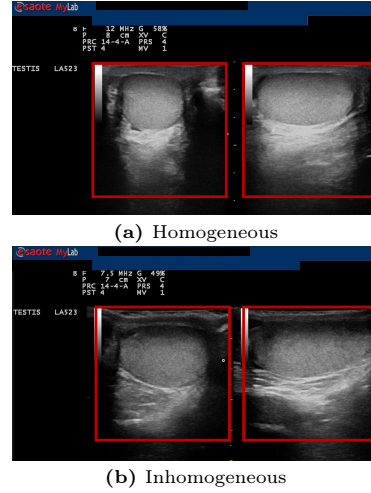 esaote MyLab
B F 12 MHz G 58%
P 8 cm XV C
PRC 14-4-A PRS 4
PST 4 MV 1
TESTIS LA523
(a) Homogeneous
esaote MyLab
B F 7.5 MHz G 49%
P 7 cm XV C
PRC 14-4-A PRS 4
PST 4 MV 1
TESTIS LA523
(b) Inhomogeneous